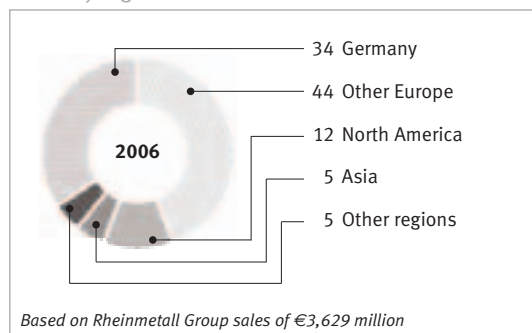 34 Germany
44 Other Europe
2006
12 North America
5 Asia
5 Other regions
Based on Rheinmetall Group sales of €3,629 million